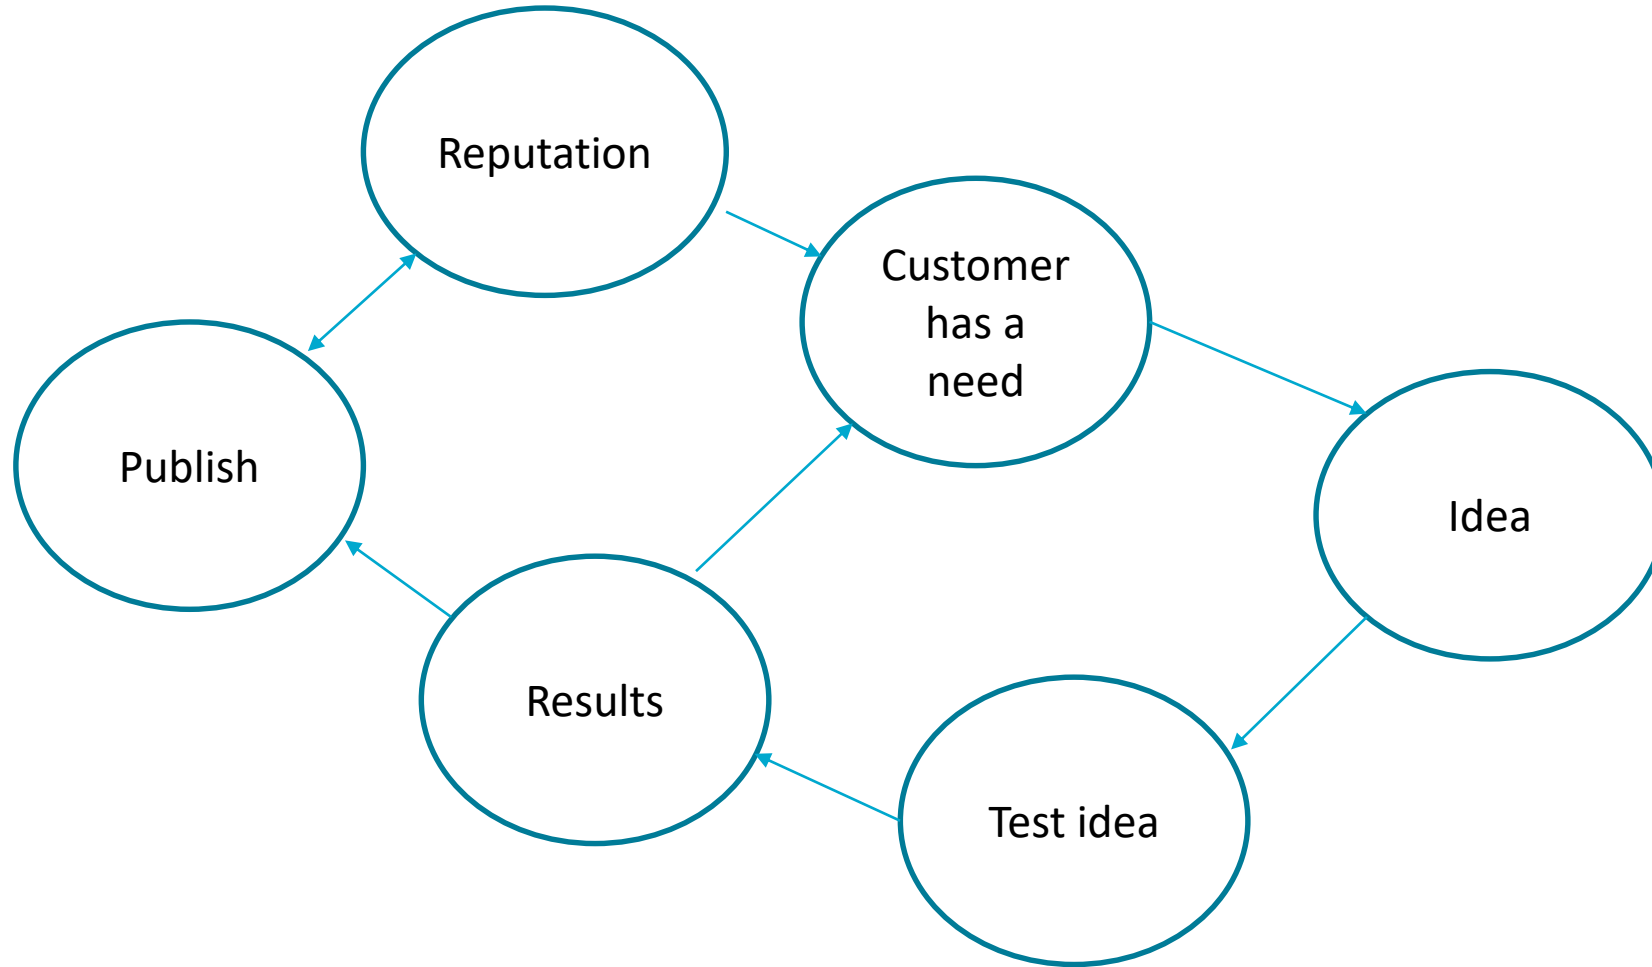 Reputation
Customer
has a
need
Publish
Idea
Results
Test idea